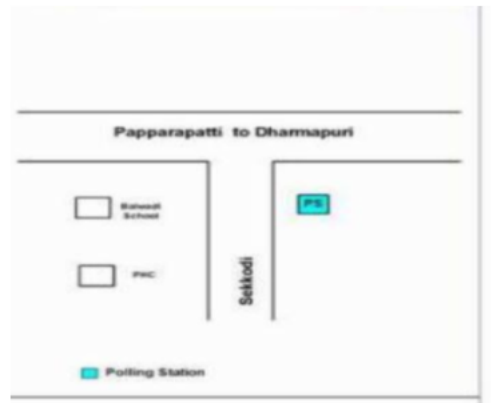 Papparapatti to Dharmapuri
Balwadi
School
PS
PHC
Sekkodi
Polling Station